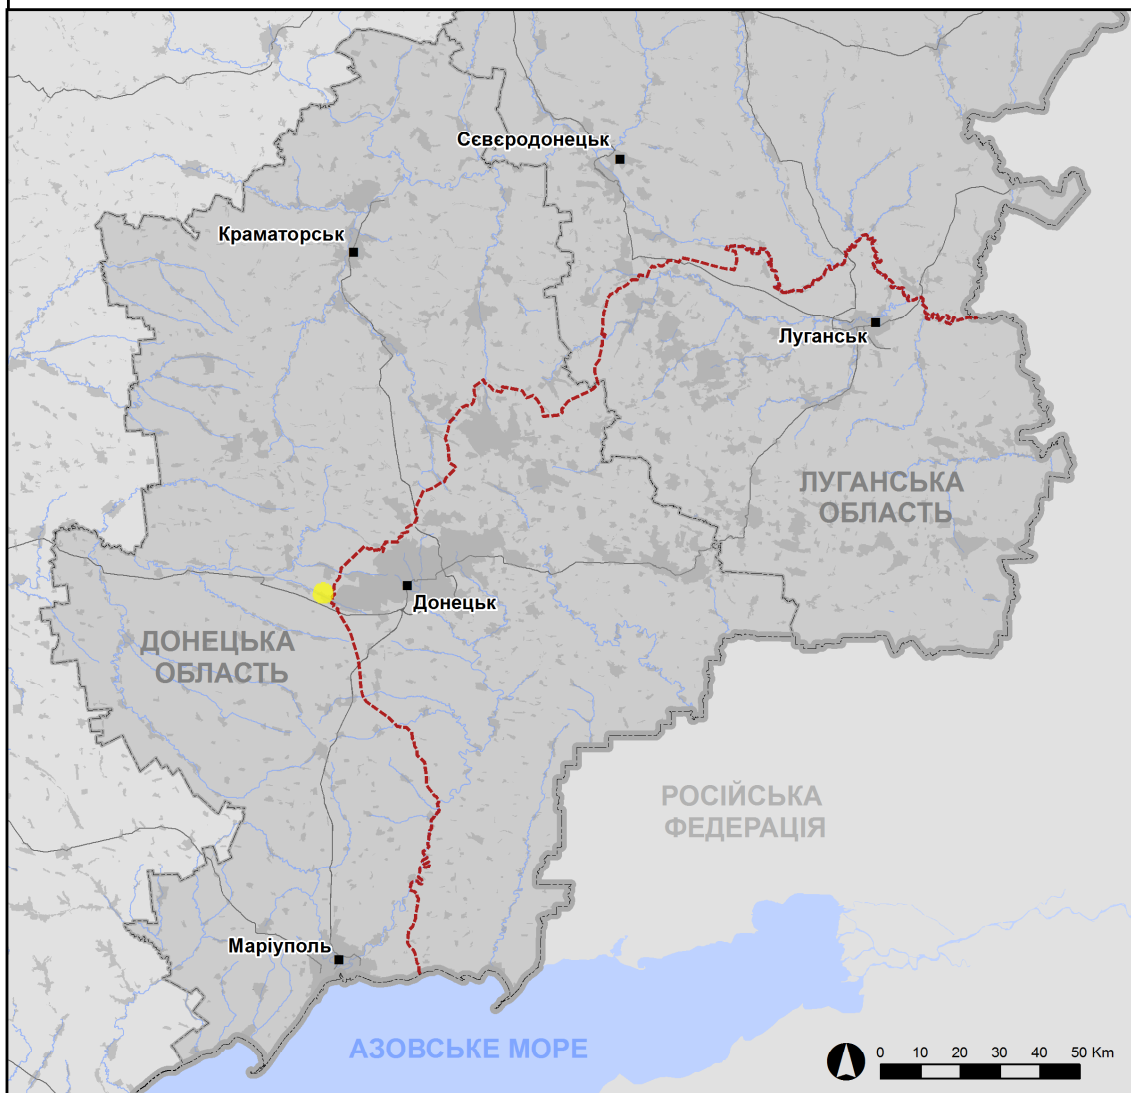 Сєвєродонецьк
Краматорськ
Луганськ
ЛУГАНСЬКА
ОБЛАСТЬ
Донецьк
ДОНЕЦЬКА
ОБЛАСТЬ
РОСІЙСЬКА
ФЕДЕРАЦІЯ
Маріуполь
АЗОВСЬКЕ МОРЕ
0 10 20 30 40 50 Km